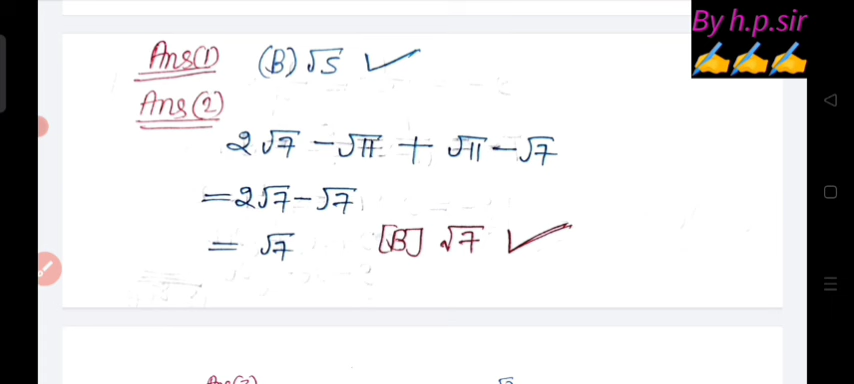 By h.p.sir
✍✍✍
Ans(1) (B) √5 ✓
Ans(2)
2√7 - √11 + √11 - √7
= 2√7 - √7
= √7 [B] √7 ✓